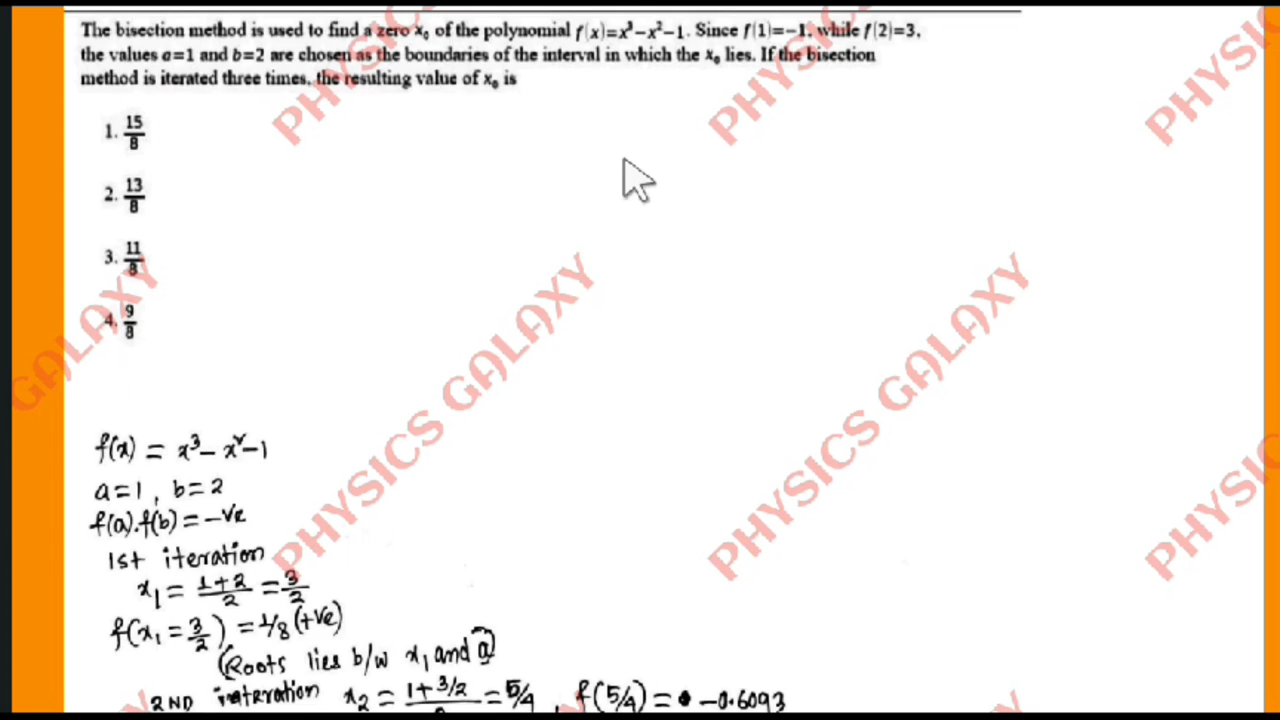 The bisection method is used to find a zero x₀ of the polynomial f(x)=x³−x²−1. Since f(1)=−1, while f(2)=3,
the values a=1 and b=2 are chosen as the boundaries of the interval in which the x₀ lies. If the bisection
method is iterated three times, the resulting value of x₀ is
1. 15/8
2. 13/8
3. 11/8
4. 9/8
f(x) = x³ − x² − 1
a=1, b=2
f(a).f(b) = −ve
1st iteration
x₁ = 1+2/2 = 3/2
f(x₁ = 3/2) = 1/8 (+ve)
(Roots lies b/w x₁ and a)
2ND interation x₂ = 1+3/2/2 = 5/4, f(5/4) = −0.6093
PHYSICS GALAXY
PHYSICS GALAXY
PHYSICS GALAXY
GALAXY
PHYSICS GALAXY
PHYSICS GALAXY
PHYSICS